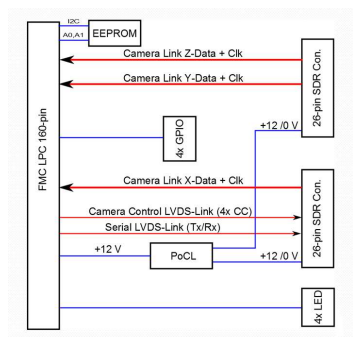 I2C
A0,A1
EEPROM
Camera Link Z-Data + Clk
Camera Link Y-Data + Clk
26-pin SDR Con.
FMC LPC 160-pin
4x GPIO
+12 /0 V
Camera Link X-Data + Clk
Camera Control LVDS-Link (4x CC)
Serial LVDS-Link (Tx/Rx)
26-pin SDR Con.
+12 V
PoCL
+12 /0 V
4x LED